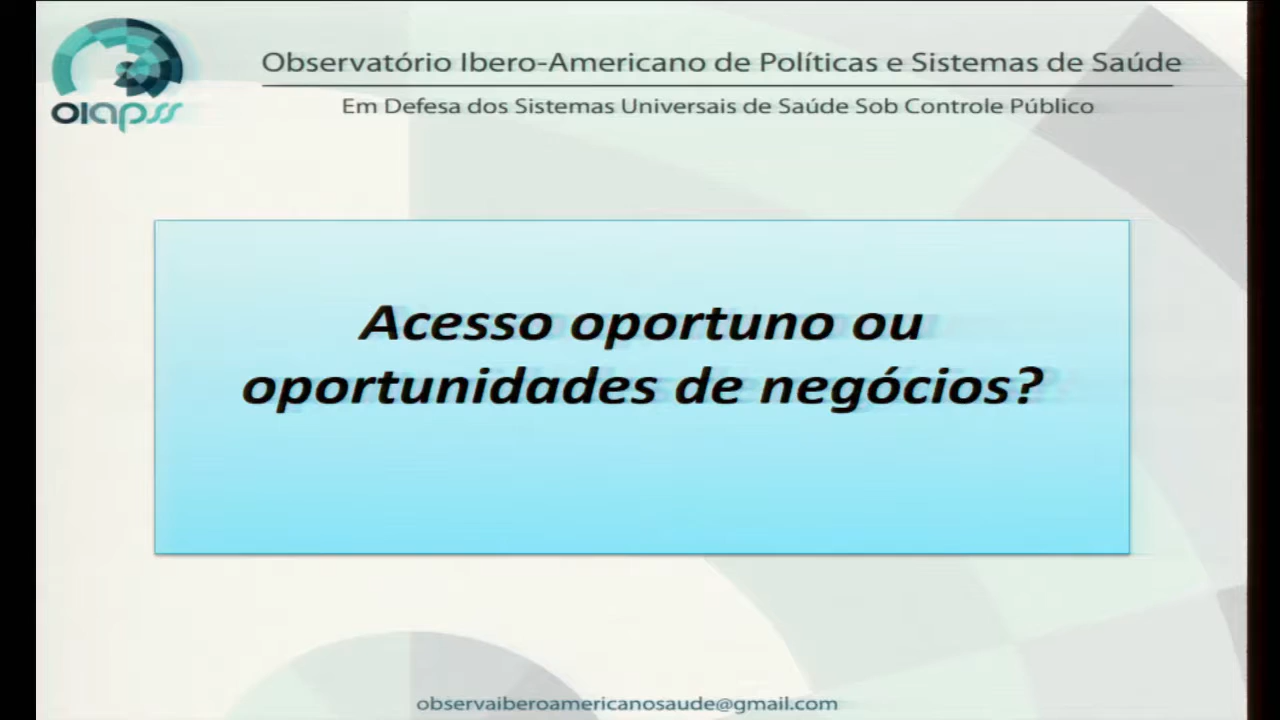 Observatório Ibero-Americano de Políticas e Sistemas de Saúde
Em Defesa dos Sistemas Universais de Saúde Sob Controle Público
OIapss
Acesso oportuno ou
oportunidades de negócios?
observaiberoamericanosaude@gmail.com